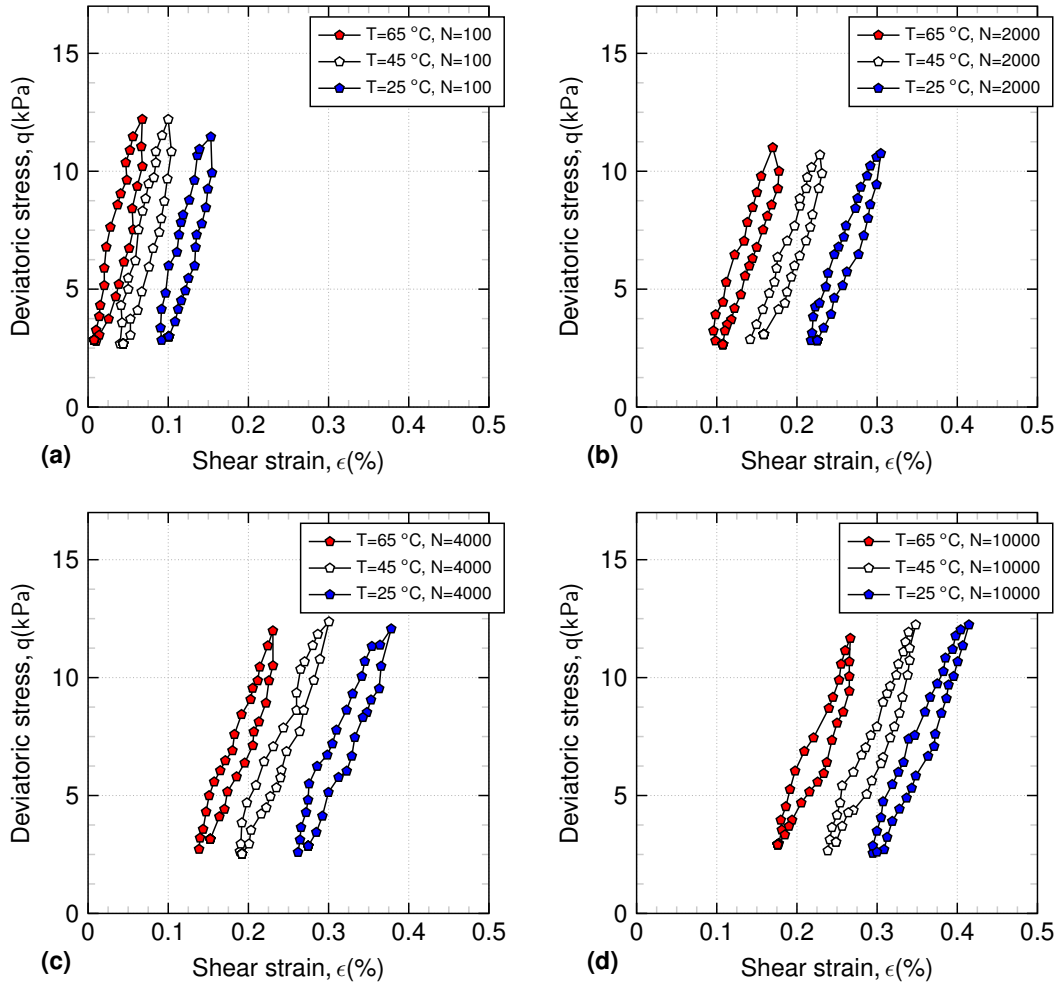 T=65 °C, N=100
T=45 °C, N=100
T=25 °C, N=100
15
10
5
0
0 0.1 0.2 0.3 0.4 0.5
Deviatoric stress, q(kPa)
Shear strain, ϵ(%)
(a)
T=65 °C, N=2000
T=45 °C, N=2000
T=25 °C, N=2000
15
10
5
0
0 0.1 0.2 0.3 0.4 0.5
Deviatoric stress, q(kPa)
Shear strain, ϵ(%)
(b)
T=65 °C, N=4000
T=45 °C, N=4000
T=25 °C, N=4000
15
10
5
0
0 0.1 0.2 0.3 0.4 0.5
Deviatoric stress, q(kPa)
Shear strain, ϵ(%)
(c)
T=65 °C, N=10000
T=45 °C, N=10000
T=25 °C, N=10000
15
10
5
0
0 0.1 0.2 0.3 0.4 0.5
Deviatoric stress, q(kPa)
Shear strain, ϵ(%)
(d)